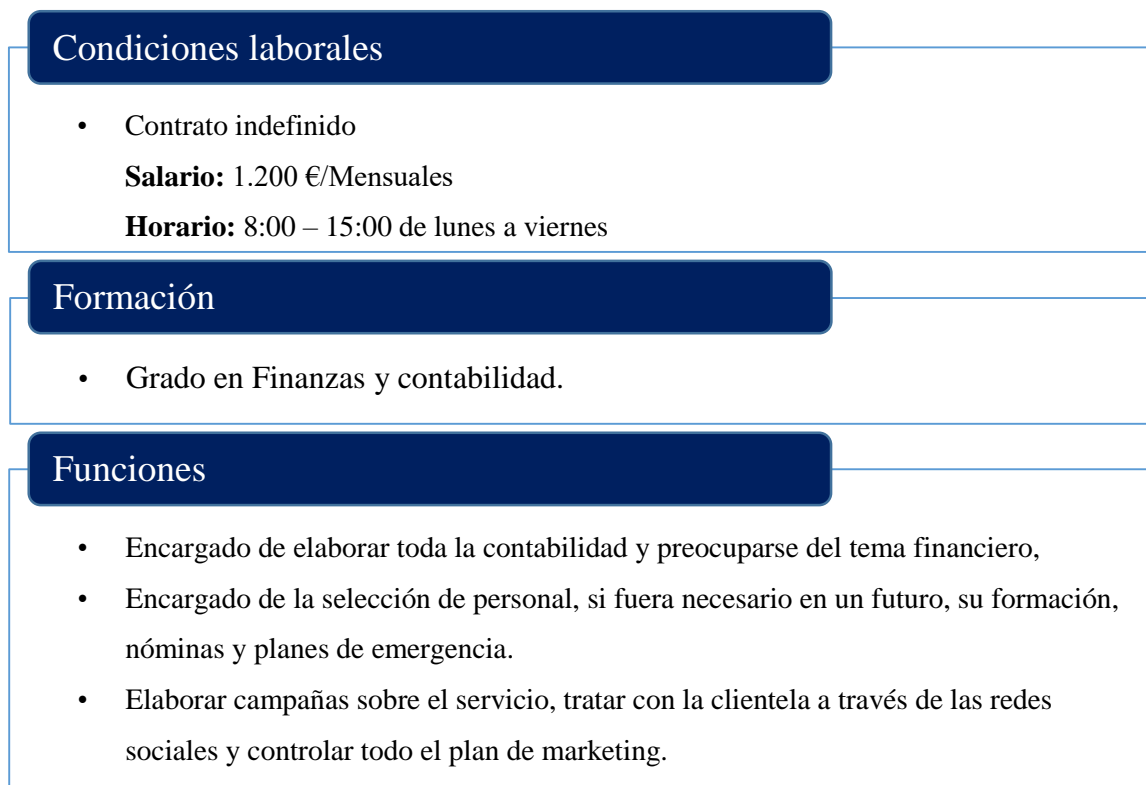 Condiciones laborales
• Contrato indefinido
Salario: 1.200 €/Mensuales
Horario: 8:00 – 15:00 de lunes a viernes
Formación
• Grado en Finanzas y contabilidad.
Funciones
• Encargado de elaborar toda la contabilidad y preocuparse del tema financiero,
• Encargado de la selección de personal, si fuera necesario en un futuro, su formación,
nóminas y planes de emergencia.
• Elaborar campañas sobre el servicio, tratar con la clientela a través de las redes
sociales y controlar todo el plan de marketing.